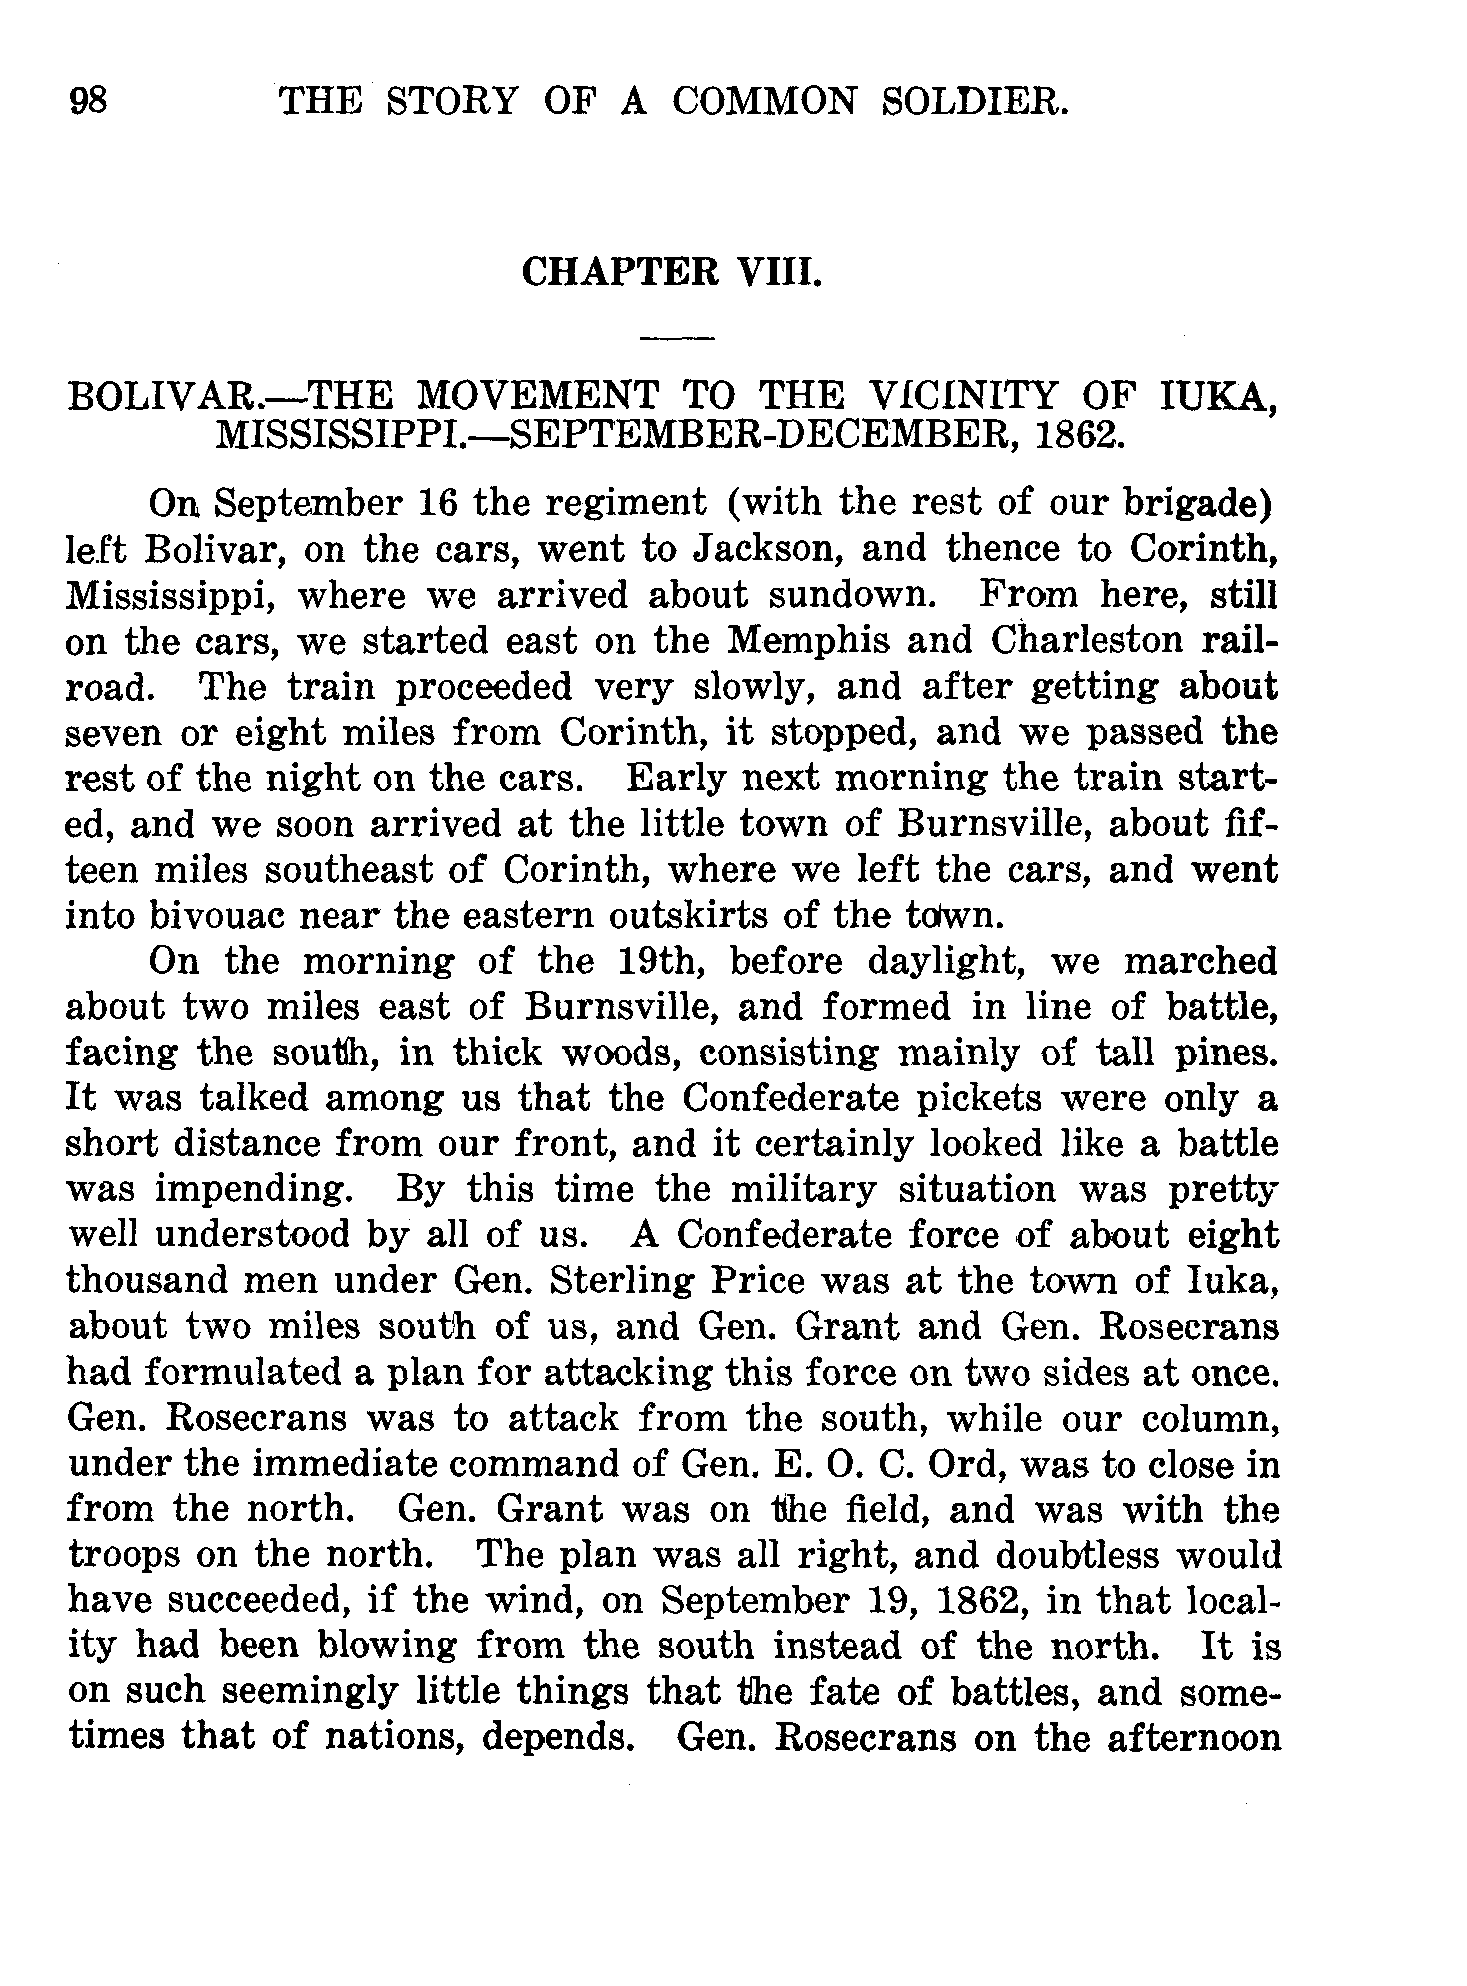 98 THE STORY OF A COMMON SOLDIER.
CHAPTER VIII.
BOLIVAR.—THE MOVEMENT TO THE VICINITY OF IUKA,
MISSISSIPPI.—SEPTEMBER-DECEMBER, 1862.
On September 16 the regiment (with the rest of our brigade)
left Bolivar, on the cars, went to Jackson, and thence to Corinth,
Mississippi, where we arrived about sundown. From here, still
on the cars, we started east on the Memphis and Charleston rail-
road. The train proceeded very slowly, and after getting about
seven or eight miles from Corinth, it stopped, and we passed the
rest of the night on the cars. Early next morning the train start-
ed, and we soon arrived at the little town of Burnsville, about fif-
teen miles southeast of Corinth, where we left the cars, and went
into bivouac near the eastern outskirts of the town.
On the morning of the 19th, before daylight, we marched
about two miles east of Burnsville, and formed in line of battle,
facing the south, in thick woods, consisting mainly of tall pines.
It was talked among us that the Confederate pickets were only a
short distance from our front, and it certainly looked like a battle
was impending. By this time the military situation was pretty
well understood by all of us. A Confederate force of about eight
thousand men under Gen. Sterling Price was at the town of Iuka,
about two miles south of us, and Gen. Grant and Gen. Rosecrans
had formulated a plan for attacking this force on two sides at once.
Gen. Rosecrans was to attack from the south, while our column,
under the immediate command of Gen. E. O. C. Ord, was to close in
from the north. Gen. Grant was on the field, and was with the
troops on the north. The plan was all right, and doubtless would
have succeeded, if the wind, on September 19, 1862, in that local-
ity had been blowing from the south instead of the north. It is
on such seemingly little things that the fate of battles, and some-
times that of nations, depends. Gen. Rosecrans on the afternoon